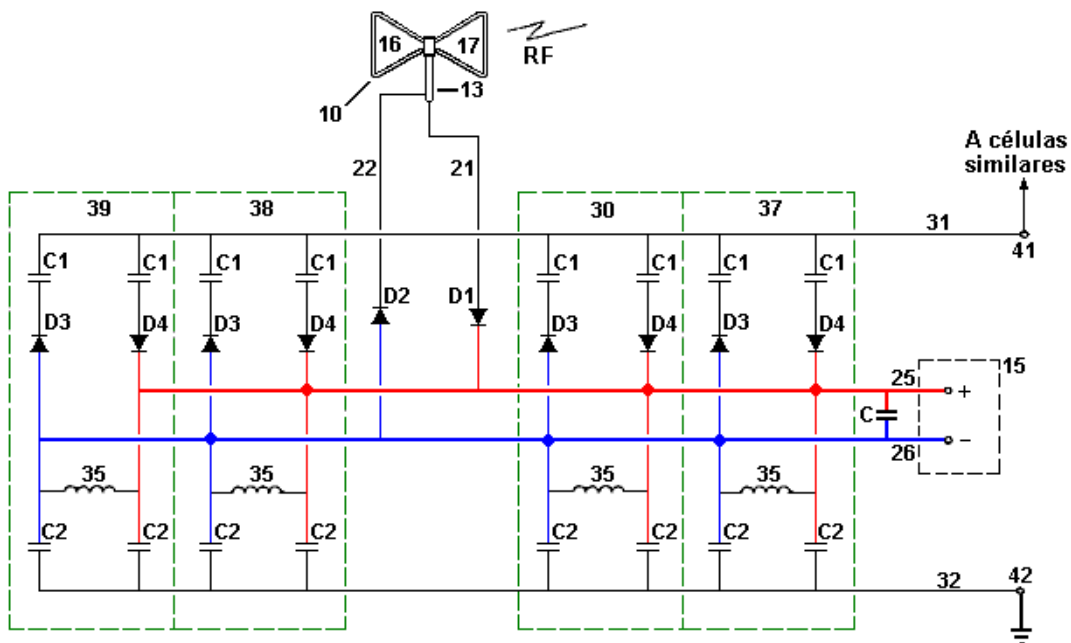 16 17
RF
10 13
22 21
A células
similares
39 38 30 37 31
41
C1 C1 C1 C1 C1 C1 C1 C1
D2 D1
D3 D4 D3 D4 D3 D4 D3 D4
25 15
+
C
-
26
35 35 35 35
C2 C2 C2 C2 C2 C2 C2 C2
32 42